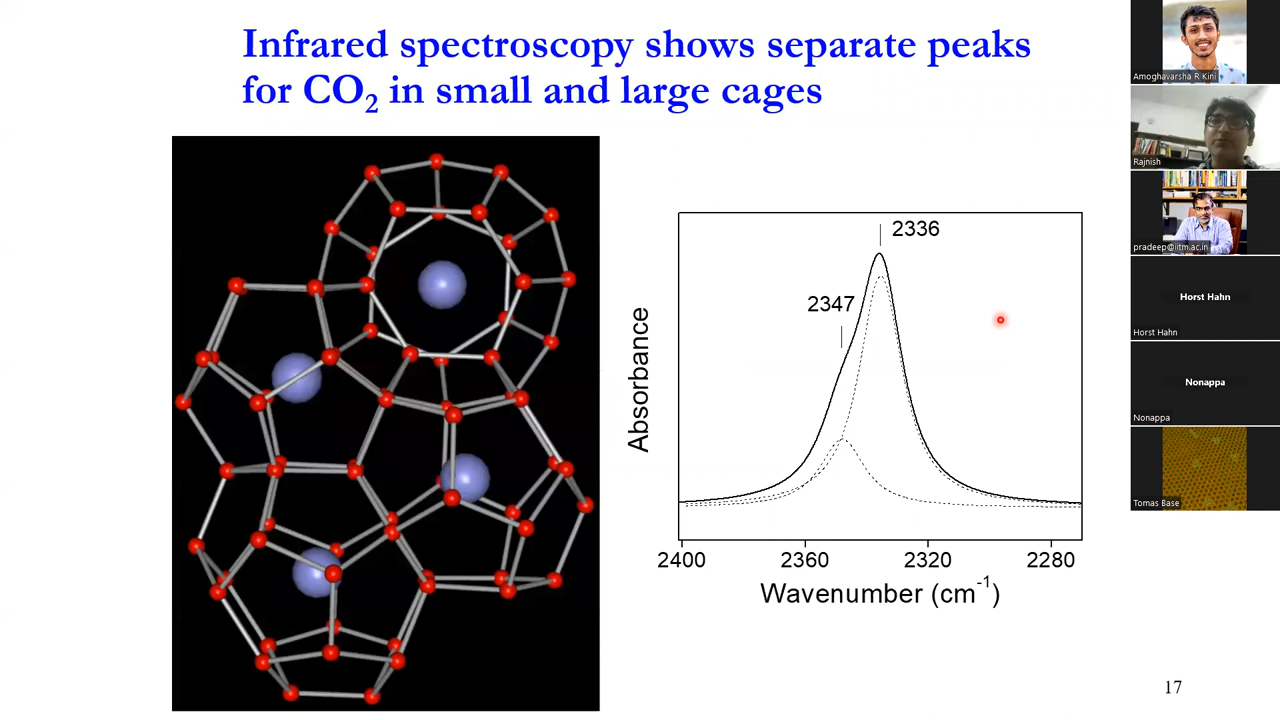 Infrared spectroscopy shows separate peaks
for CO₂ in small and large cages
2336
2347
Absorbance
2400
2360
2320
2280
Wavenumber (cm⁻¹)
17
Amoghavarsha R Kini
Rajnish
pradeep@iitm.ac.in
Horst Hahn
Horst Hahn
Nonappa
Nonappa
Tomas Base